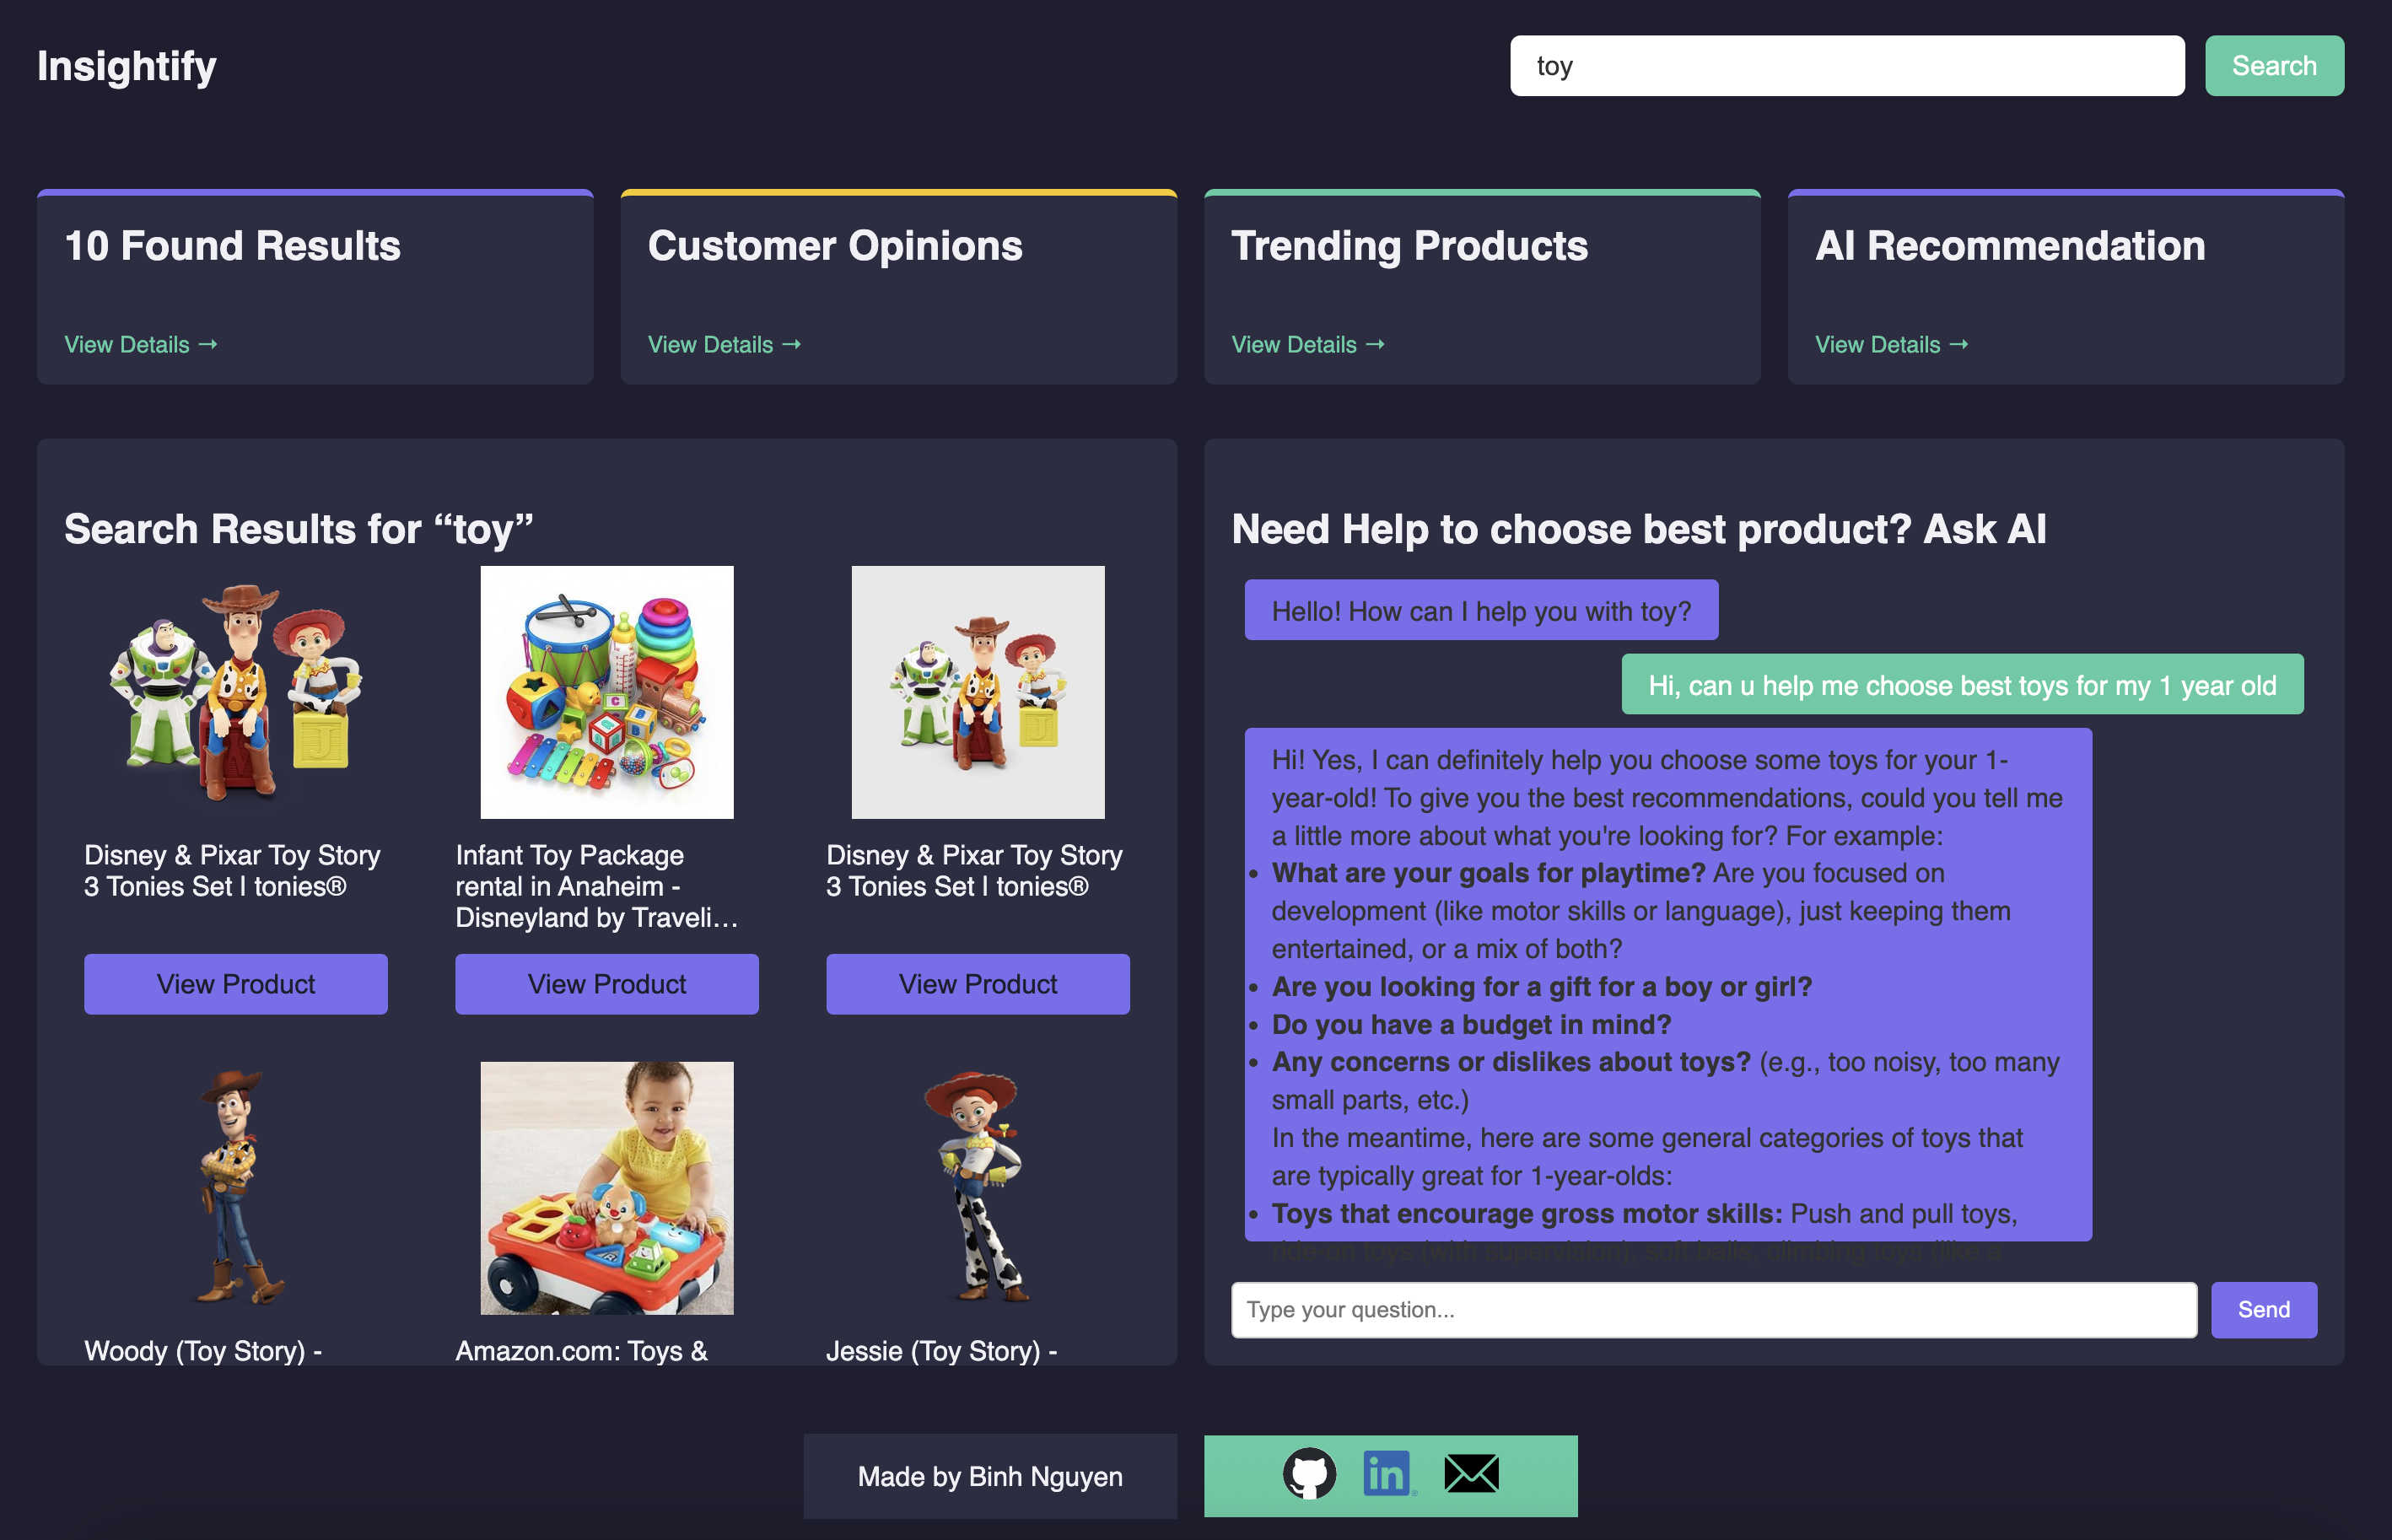 Insightify
toy
Search
10 Found Results
View Details →
Customer Opinions
View Details →
Trending Products
View Details →
AI Recommendation
View Details →
Search Results for “toy”
Disney & Pixar Toy Story
3 Tonies Set I tonies®
View Product
Infant Toy Package
rental in Anaheim -
Disneyland by Traveli…
View Product
Disney & Pixar Toy Story
3 Tonies Set I tonies®
View Product
Woody (Toy Story) -
Amazon.com: Toys &
Jessie (Toy Story) -
Need Help to choose best product? Ask AI
Hello! How can I help you with toy?
Hi, can u help me choose best toys for my 1 year old
Hi! Yes, I can definitely help you choose some toys for your 1-
year-old! To give you the best recommendations, could you tell me
a little more about what you're looking for? For example:
• What are your goals for playtime? Are you focused on
development (like motor skills or language), just keeping them
entertained, or a mix of both?
• Are you looking for a gift for a boy or girl?
• Do you have a budget in mind?
• Any concerns or dislikes about toys? (e.g., too noisy, too many
small parts, etc.)
In the meantime, here are some general categories of toys that
are typically great for 1-year-olds:
• Toys that encourage gross motor skills: Push and pull toys,
toys (with supervision), soft balls, climbing toys (like a
Type your question...
Send
Made by Binh Nguyen
in